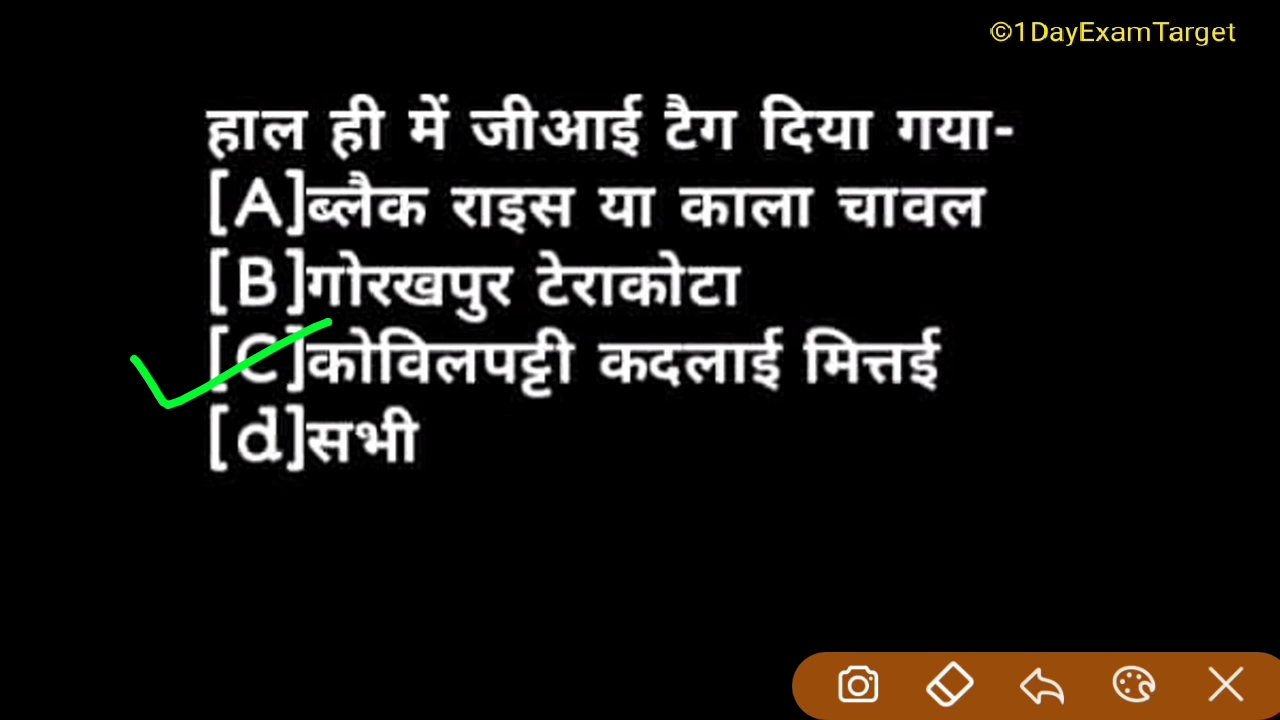 ©1DayExamTarget
हाल ही में जीआई टैग दिया गया-
[A]ब्लैक राइस या काला चावल
[B]गोरखपुर टेराकोटा
[C]कोविलपट्टी कदलाई मित्तई
[d]सभी